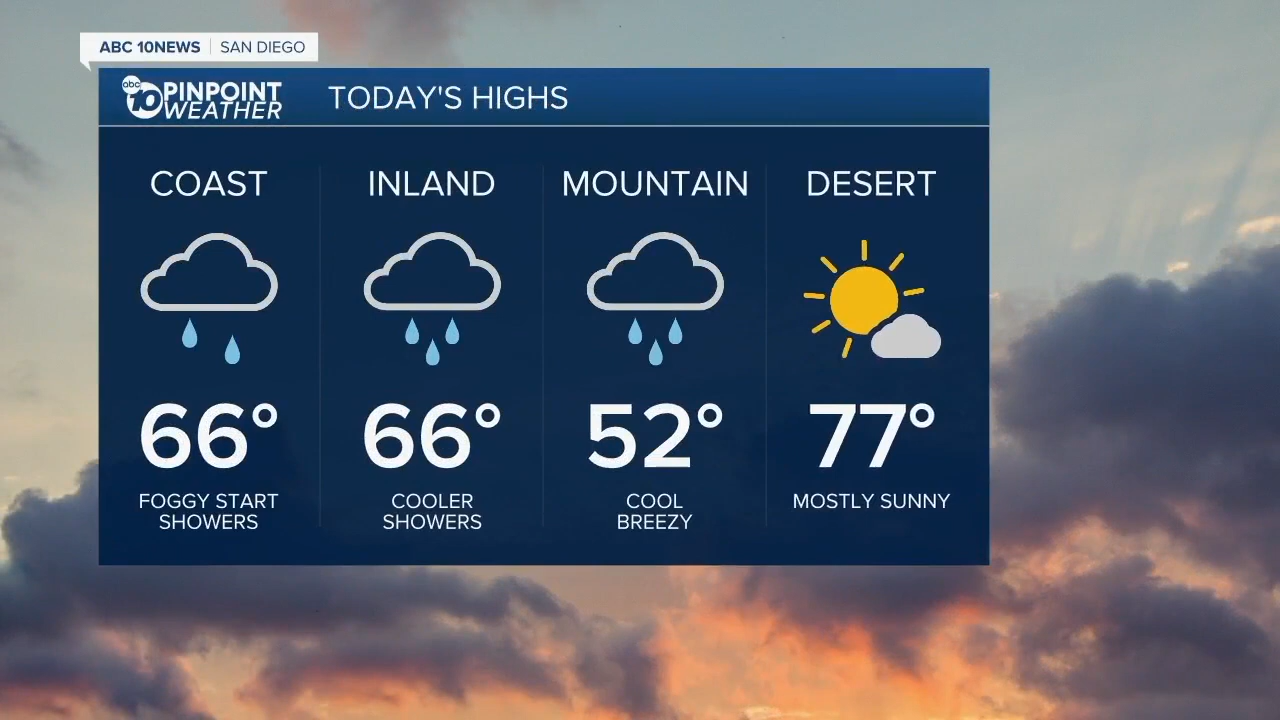 ABC 10NEWS | SAN DIEGO
abc 10 PINPOINT WEATHER
TODAY'S HIGHS
COAST
66°
FOGGY START
SHOWERS
INLAND
66°
COOLER
SHOWERS
MOUNTAIN
52°
COOL
BREEZY
DESERT
77°
MOSTLY SUNNY